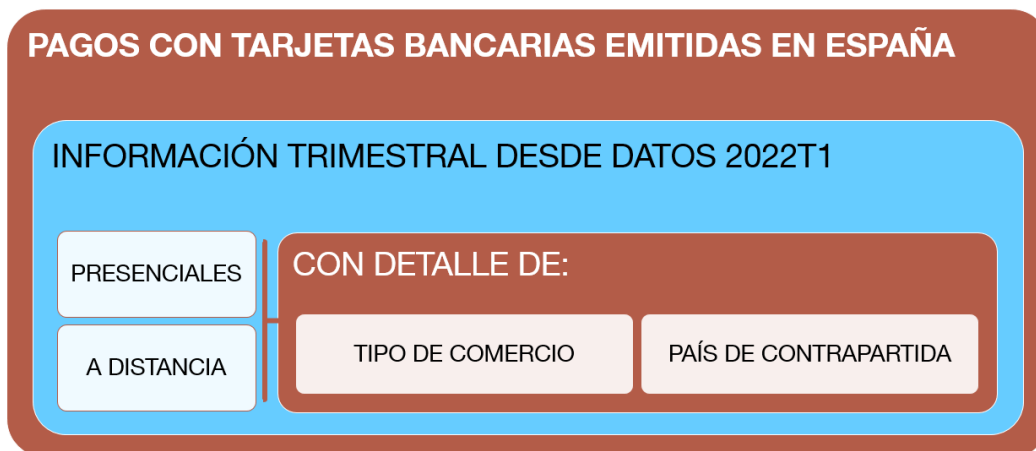 PAGOS CON TARJETAS BANCARIAS EMITIDAS EN ESPAÑA
INFORMACIÓN TRIMESTRAL DESDE DATOS 2022T1
PRESENCIALES
A DISTANCIA
CON DETALLE DE:
TIPO DE COMERCIO
PAÍS DE CONTRAPARTIDA